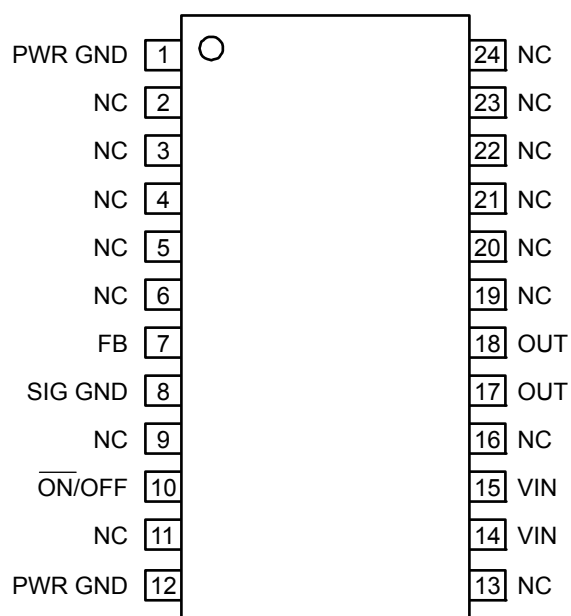 PWR GND 1 24 NC
NC 2 23 NC
NC 3 22 NC
NC 4 21 NC
NC 5 20 NC
NC 6 19 NC
FB 7 18 OUT
SIG GND 8 17 OUT
NC 9 16 NC
ON/OFF 10 15 VIN
NC 11 14 VIN
PWR GND 12 13 NC